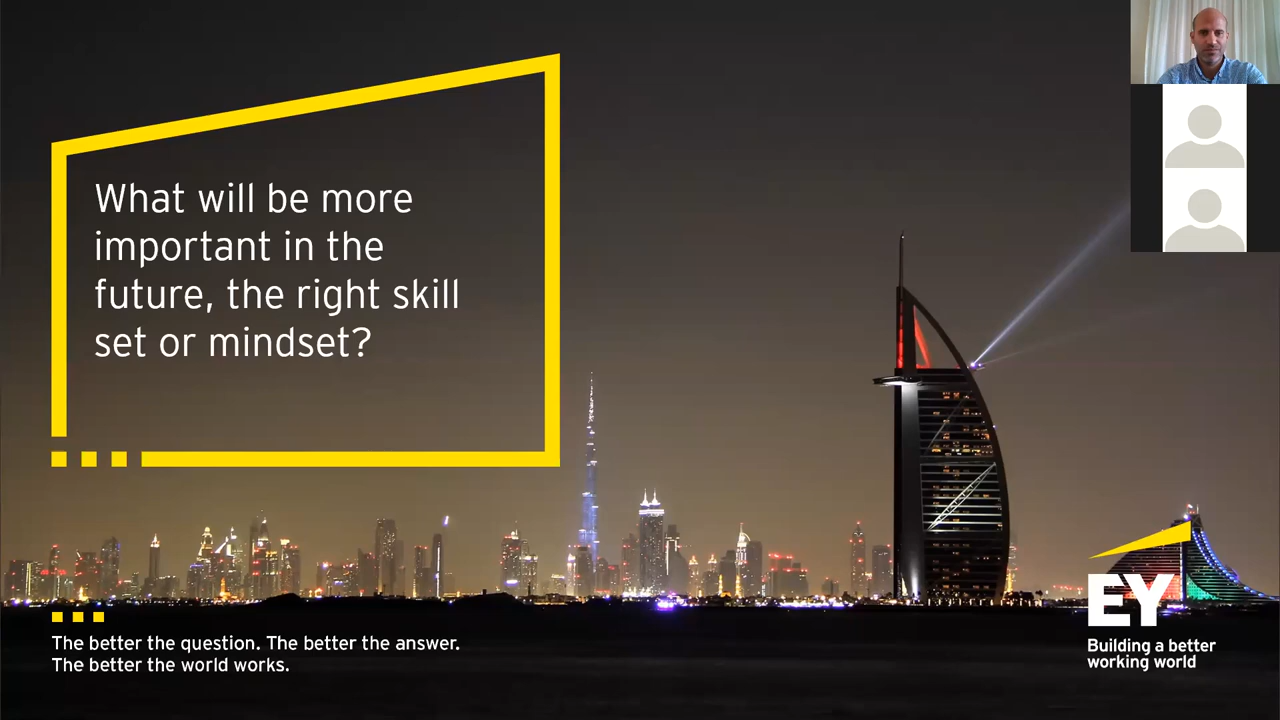 What will be more
important in the
future, the right skill
set or mindset?
The better the question. The better the answer.
The better the world works.
EY
Building a better
working world